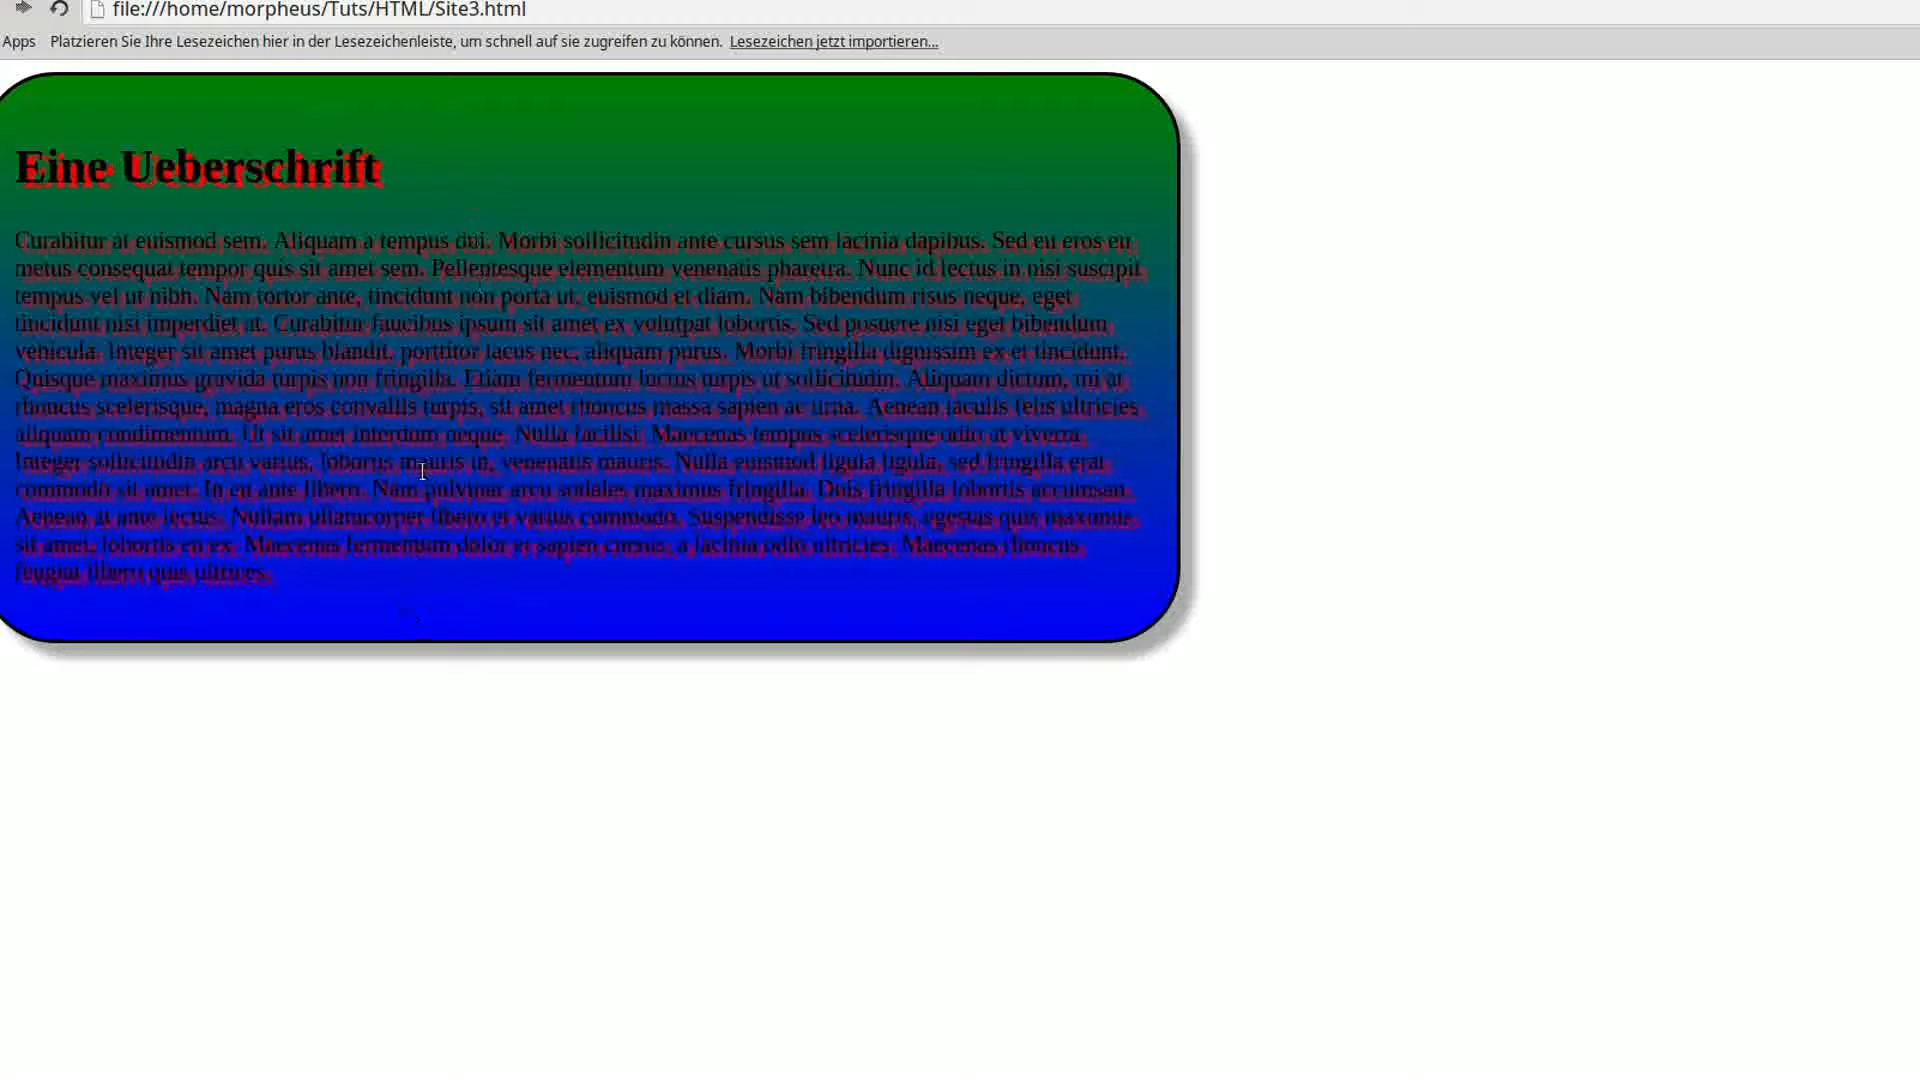 file:///home/morpheus/Tuts/HTML/Site3.html
Apps Platzieren Sie Ihre Lesezeichen hier in der Lesezeichenleiste, um schnell auf sie zugreifen zu können. Lesezeichen jetzt importieren...
Eine Ueberschrift
Curabitur at euismod sem. Aliquam a tempus dui. Morbi sollicitudin ante cursus sem lacinia dapibus. Sed eu eros eu
metus consequat tempor quis sit amet sem. Pellentesque elementum venenatis pharetra. Nunc id lectus in nisi suscipit
tempus vel ut nibh. Nam tortor ante, tincidunt non porta ut, euismod et diam. Nam bibendum risus neque, eget
tincidunt nisi imperdiet at. Curabitur faucibus ipsum sit amet ex volutpat lobortis. Sed posuere nisi eget bibendum
vehicula. Integer sit amet purus blandit, porttitor lacus nec, aliquam purus. Morbi fringilla dignissim ex et tincidunt.
Quisque maximus gravida turpis non fringilla. Etiam fermentum luctus turpis ut sollicitudin. Aliquam dictum, mi at
rhoncus scelerisque, magna eros convallis turpis, sit amet rhoncus massa sapien ac urna. Aenean iaculis felis ultricies
aliquam condimentum. Ut sit amet interdum neque. Nulla facilisi. Maecenas tempus scelerisque odio at viverra.
Integer sollicitudin arcu varius, lobortis mauris in, venenatis mauris. Nulla euismod ligula ligula, sed fringilla erat
commodo sit amet. In eu ante libero. Nam pulvinar arcu sodales maximus fringilla. Duis fringilla lobortis accumsan.
Aenean at ante lectus. Nullam ullamcorper libero et varius commodo. Suspendisse leo mauris, egestas quis maximus
sit amet, lobortis eu ex. Maecenas fermentum dolor et sapien cursus, a lacinia odio ultricies. Maecenas rhoncus
feugiat libero quis ultrices.